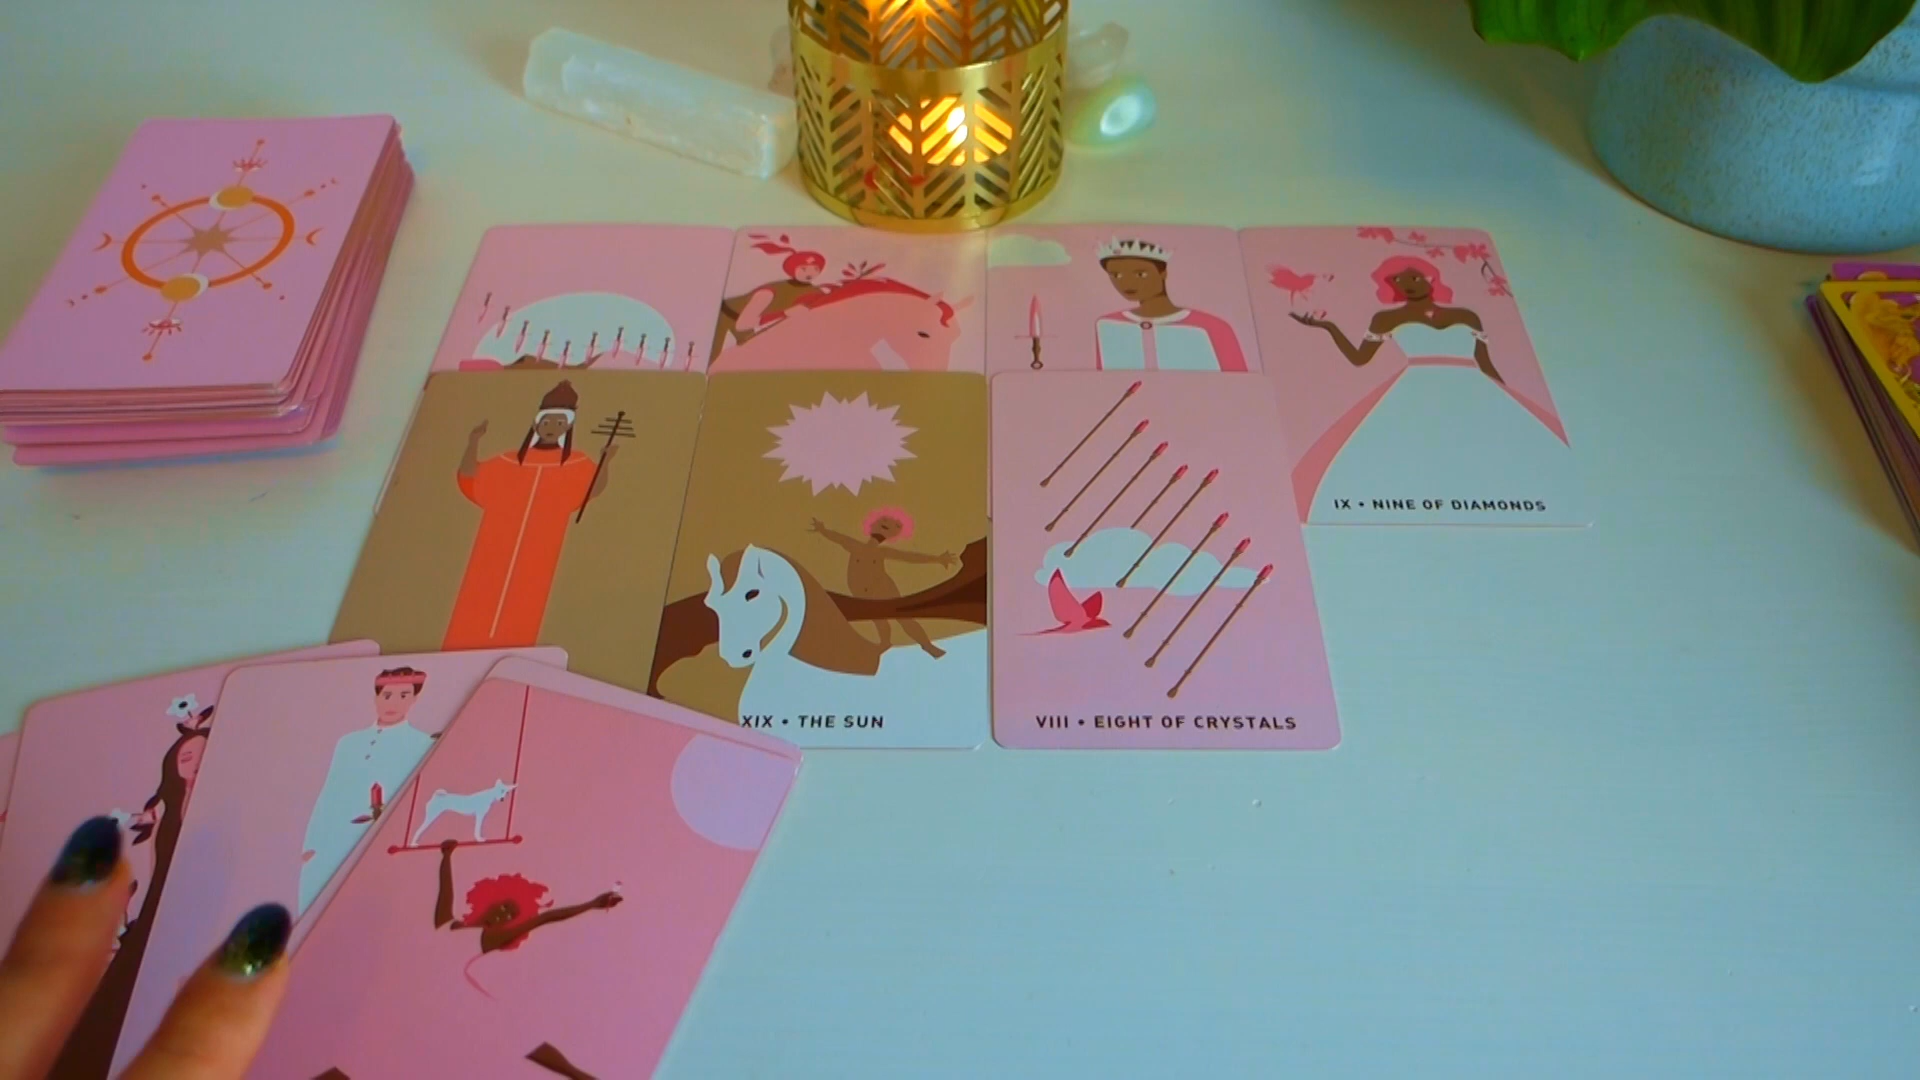 IX • NINE OF DIAMONDS
XIX • THE SUN
VIII • EIGHT OF CRYSTALS